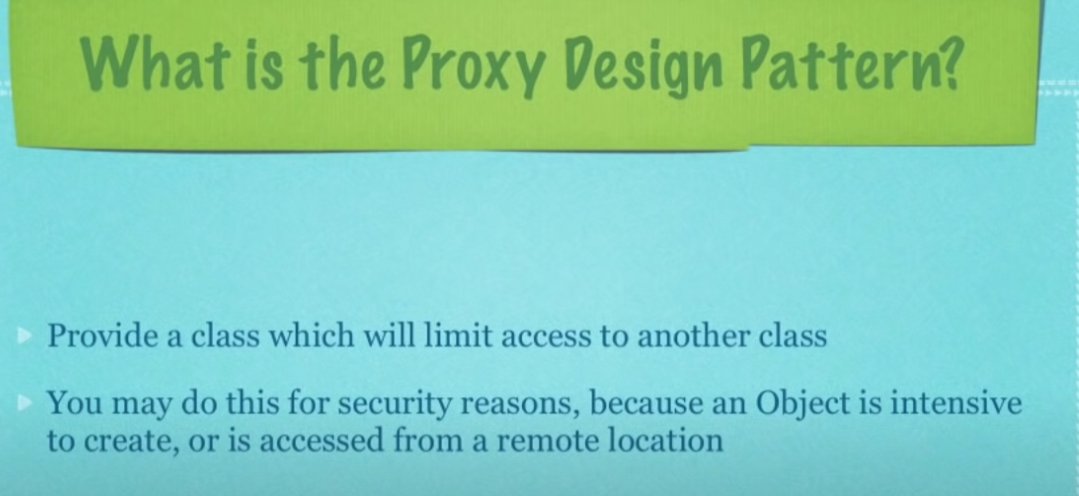 What is the Proxy Design Pattern?
Provide a class which will limit access to another class
You may do this for security reasons, because an Object is intensive
to create, or is accessed from a remote location